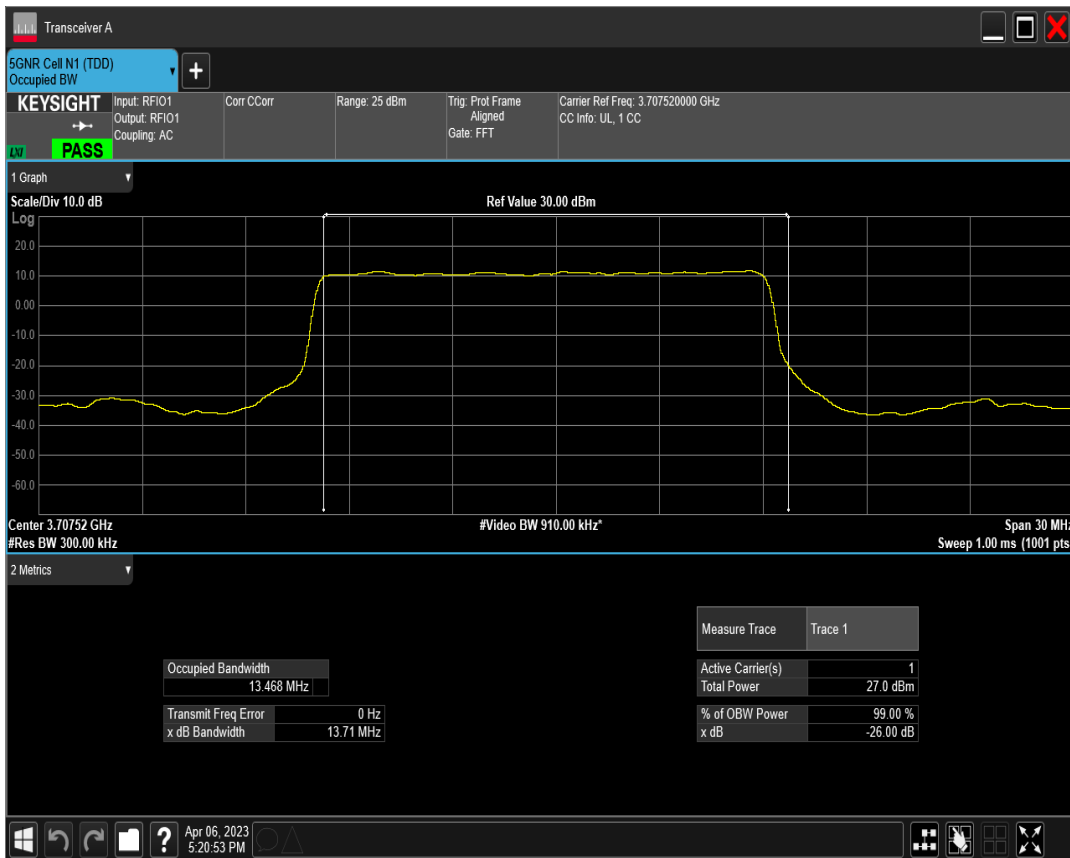 Transceiver A
5GNR Cell N1 (TDD)
Occupied BW
+
KEYSIGHT
LXI
PASS
Input: RFIO1
Output: RFIO1
Coupling: AC
Corr CCorr
Range: 25 dBm
Trig: Prot Frame
Aligned
Gate: FFT
Carrier Ref Freq: 3.707520000 GHz
CC Info: UL, 1 CC
1 Graph
Scale/Div 10.0 dB
Ref Value 30.00 dBm
Log
20.0
10.0
0.00
-10.0
-20.0
-30.0
-40.0
-50.0
-60.0
Center 3.70752 GHz
#Video BW 910.00 kHz*
Span 30 MHz
#Res BW 300.00 kHz
Sweep 1.00 ms (1001 pts
2 Metrics
Measure Trace Trace 1
Occupied Bandwidth
13.468 MHz
Active Carrier(s) 1
Total Power 27.0 dBm
Transmit Freq Error 0 Hz
x dB Bandwidth 13.71 MHz
% of OBW Power 99.00 %
x dB -26.00 dB
?
Apr 06, 2023
5:20:53 PM